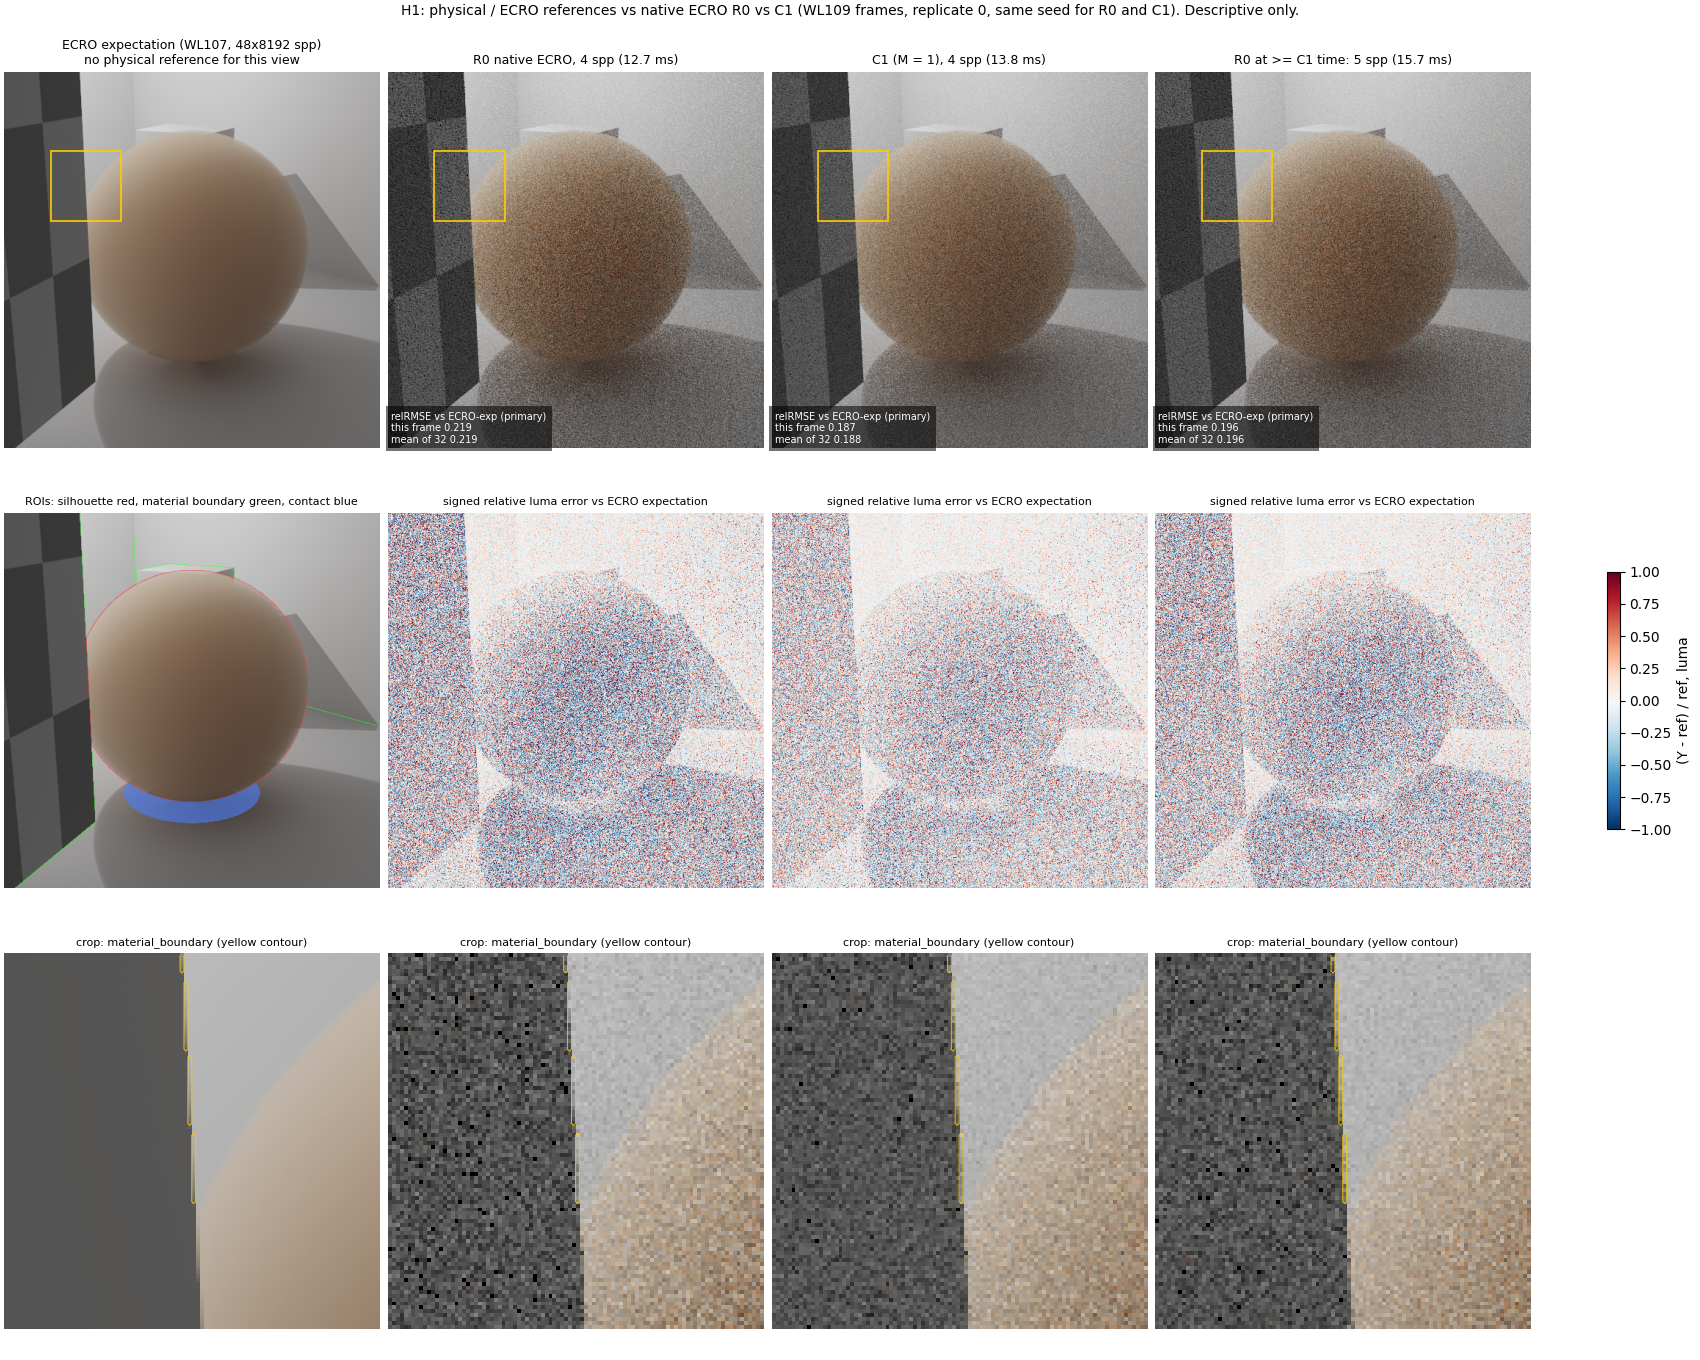 H1: physical / ECRO references vs native ECRO R0 vs C1 (WL109 frames, replicate 0, same seed for R0 and C1). Descriptive only.
ECRO expectation (WL107, 48x8192 spp)
no physical reference for this view
R0 native ECRO, 4 spp (12.7 ms)
C1 (M = 1), 4 spp (13.8 ms)
R0 at >= C1 time: 5 spp (15.7 ms)
relRMSE vs ECRO-exp (primary)
this frame 0.219
mean of 32 0.219
relRMSE vs ECRO-exp (primary)
this frame 0.187
mean of 32 0.188
relRMSE vs ECRO-exp (primary)
this frame 0.196
mean of 32 0.196
ROIs: silhouette red, material boundary green, contact blue
signed relative luma error vs ECRO expectation
signed relative luma error vs ECRO expectation
signed relative luma error vs ECRO expectation
1.00
0.75
0.50
0.25
0.00
−0.25
−0.50
−0.75
−1.00
(Y - ref) / ref, luma
crop: material_boundary (yellow contour)
crop: material_boundary (yellow contour)
crop: material_boundary (yellow contour)
crop: material_boundary (yellow contour)